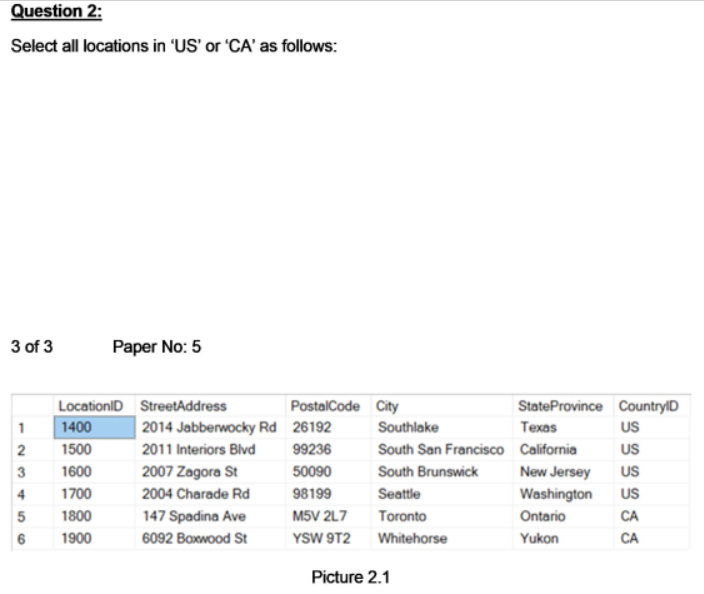 Question 2:
Select all locations in ‘US’ or ‘CA’ as follows:
3 of 3 Paper No: 5
LocationID StreetAddress PostalCode City StateProvince CountryID
1 1400 2014 Jabberwocky Rd 26192 Southlake Texas US
2 1500 2011 Interiors Blvd 99236 South San Francisco California US
3 1600 2007 Zagora St 50090 South Brunswick New Jersey US
4 1700 2004 Charade Rd 98199 Seattle Washington US
5 1800 147 Spadina Ave M5V 2L7 Toronto Ontario CA
6 1900 6092 Boxwood St YSW 9T2 Whitehorse Yukon CA
Picture 2.1